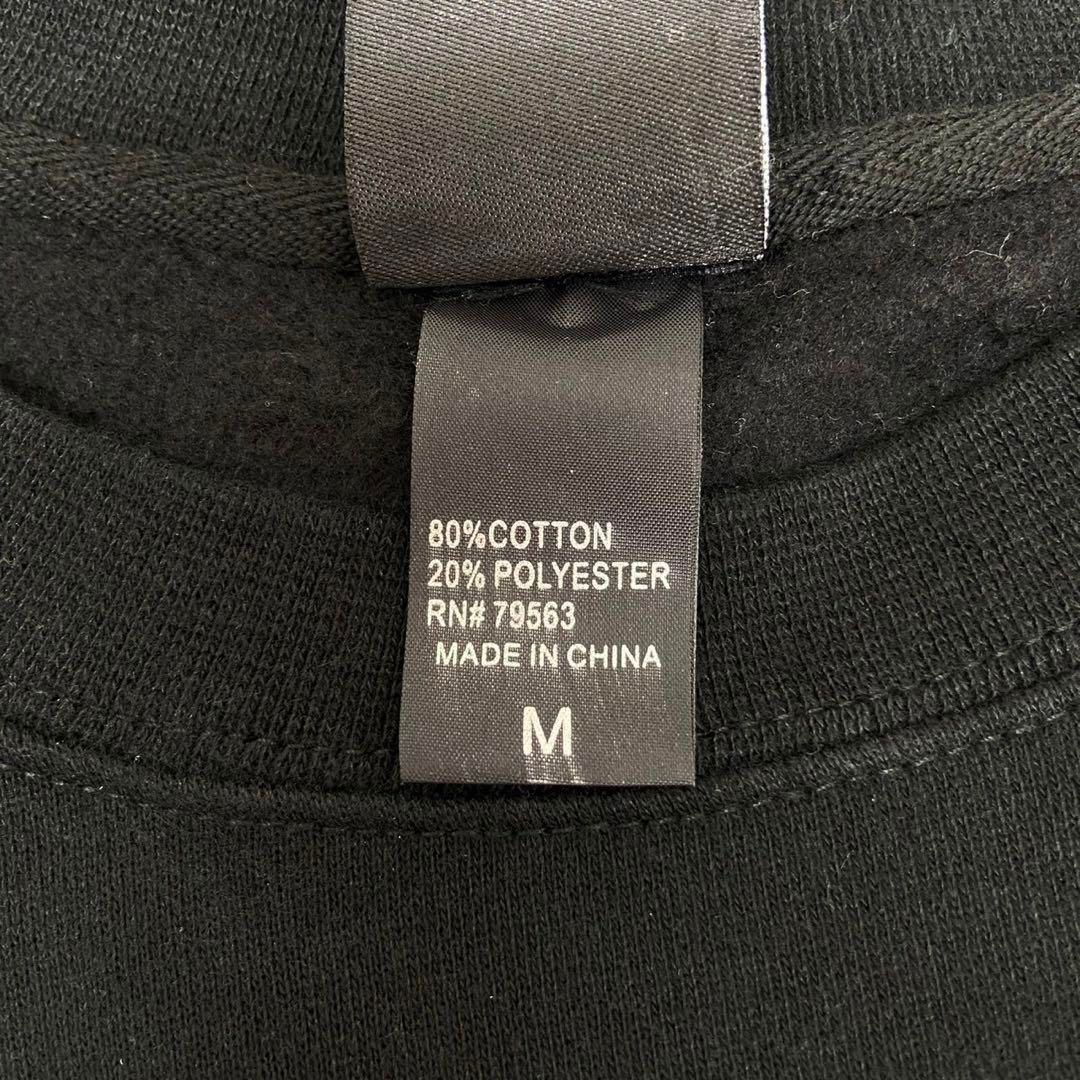 80%COTTON
20% POLYESTER
RN# 79563
MADE IN CHINA
M